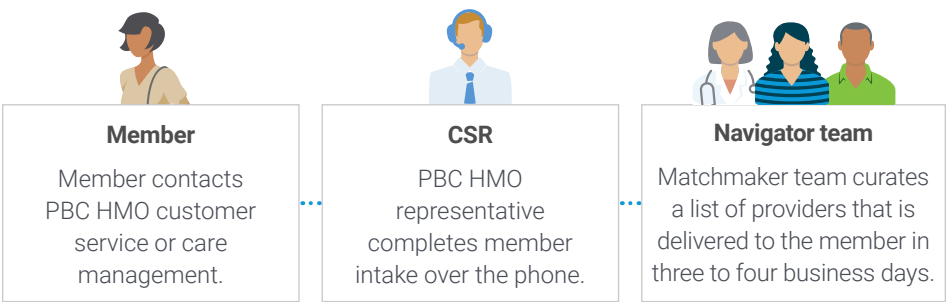 Member
Member contacts
PBC HMO customer
service or care
management.
CSR
PBC HMO
representative
completes member
intake over the phone.
Navigator team
Matchmaker team curates
a list of providers that is
delivered to the member in
three to four business days.